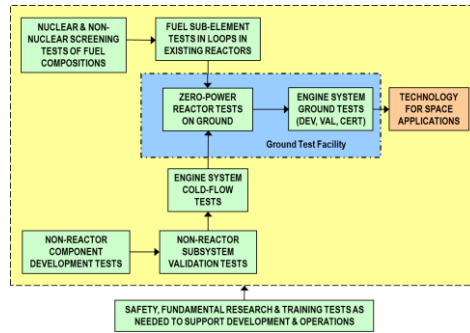 NUCLEAR & NON-
NUCLEAR SCREENING
TESTS OF FUEL
COMPOSITIONS
FUEL SUB-ELEMENT
TESTS IN LOOPS IN
EXISTING REACTORS
ZERO-POWER
REACTOR TESTS
ON GROUND
ENGINE SYSTEM
GROUND TESTS
(DEV, VAL, CERT)
TECHNOLOGY
FOR SPACE
APPLICATIONS
Ground Test Facility
ENGINE SYSTEM
COLD-FLOW
TESTS
NON-REACTOR
COMPONENT
DEVELOPMENT TESTS
NON-REACTOR
SUBSYSTEM
VALIDATION TESTS
SAFETY, FUNDAMENTAL RESEARCH & TRAINING TESTS AS
NEEDED TO SUPPORT DEVELOPMENT & OPERATIONS